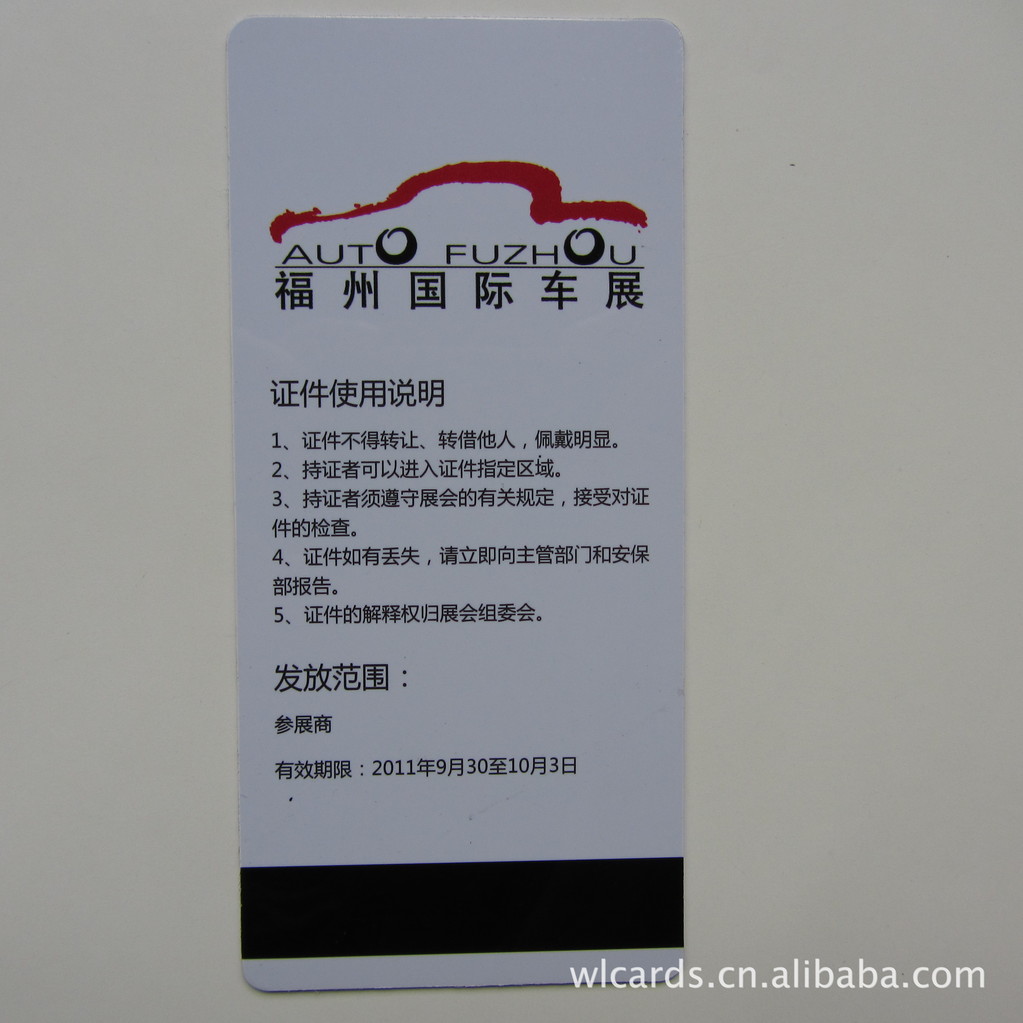 AUTO FUZHOU
福州国际车展
证件使用说明
1、证件不得转让、转借他人，佩戴明显。
2、持证者可以进入证件指定区域。
3、持证者须遵守展会的有关规定，接受对证
件的检查。
4、证件如有丢失，请立即向主管部门和安保
部报告。
5、证件的解释权归展会组委会。
发放范围：
参展商
有效期限：2011年9月30至10月3日
wlcards.cn.alibaba.com